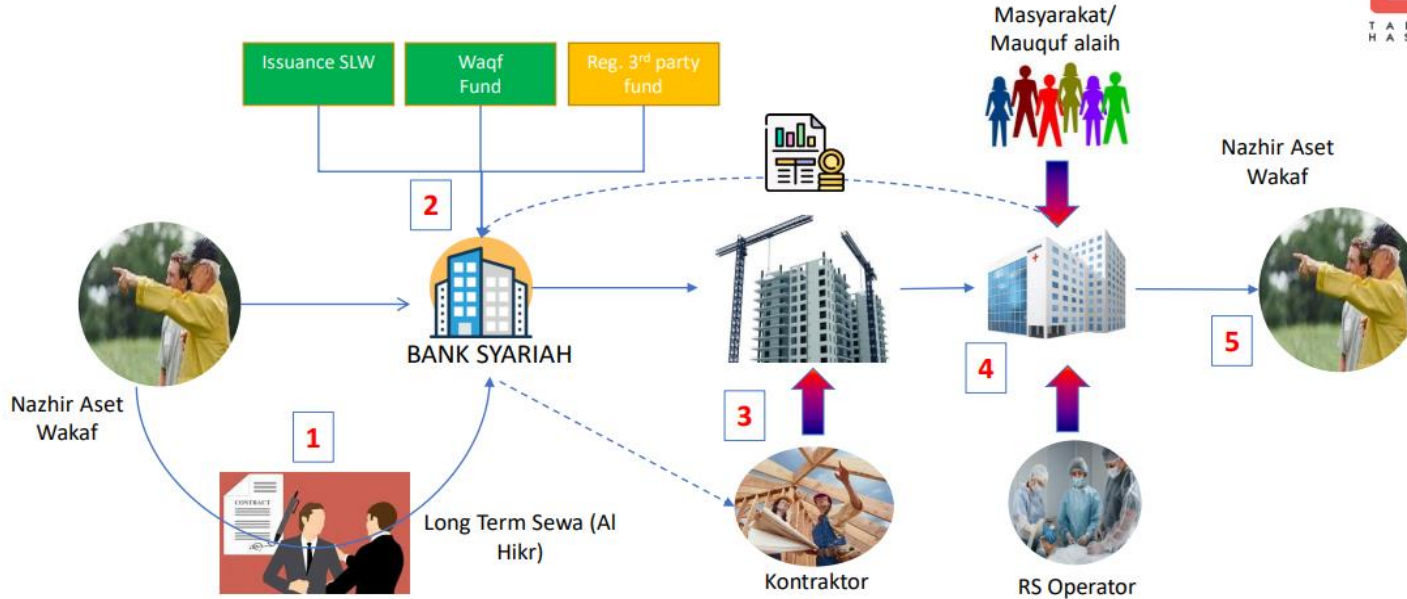 Masyarakat/
Mauquf alaih
Issuance SLW
Waqf
Fund
Reg. 3rd party
fund
Nazhir Aset
Wakaf
2
BANK SYARIAH
4
5
Nazhir Aset
Wakaf
1
3
CONTRACT
Long Term Sewa (Al
Hikr)
Kontraktor
RS Operator